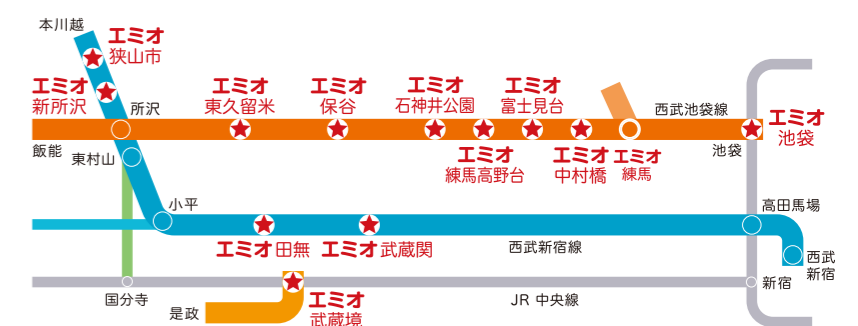 本川越
エミオ
狭山市
エミオ
新所沢
所沢
エミオ
東久留米
エミオ
保谷
エミオ
石神井公園
エミオ
富士見台
西武池袋線
エミオ
池袋
飯能
東村山
エミオ
練馬高野台
エミオ
中村橋
エミオ
練馬
池袋
小平
高田馬場
エミオ 田無
エミオ 武蔵関
西武新宿線
西武
新宿
国分寺
是政
エミオ
武蔵境
JR 中央線
新宿